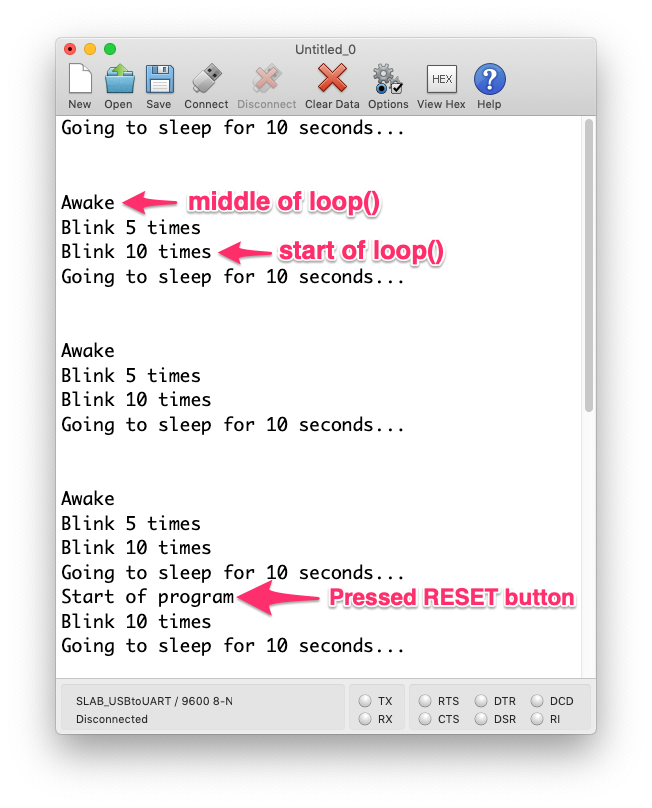 Untitled_0
New Open Save Connect Disconnect Clear Data Options View Hex Help
HEX
?
Going to sleep for 10 seconds...
Awake middle of loop()
Blink 5 times
Blink 10 times start of loop()
Going to sleep for 10 seconds...
Awake
Blink 5 times
Blink 10 times
Going to sleep for 10 seconds...
Awake
Blink 5 times
Blink 10 times
Going to sleep for 10 seconds...
Start of program Pressed RESET button
Blink 10 times
Going to sleep for 10 seconds...
SLAB_USBtoUART / 9600 8-N TX RTS DTR DCD
Disconnected RX CTS DSR RI